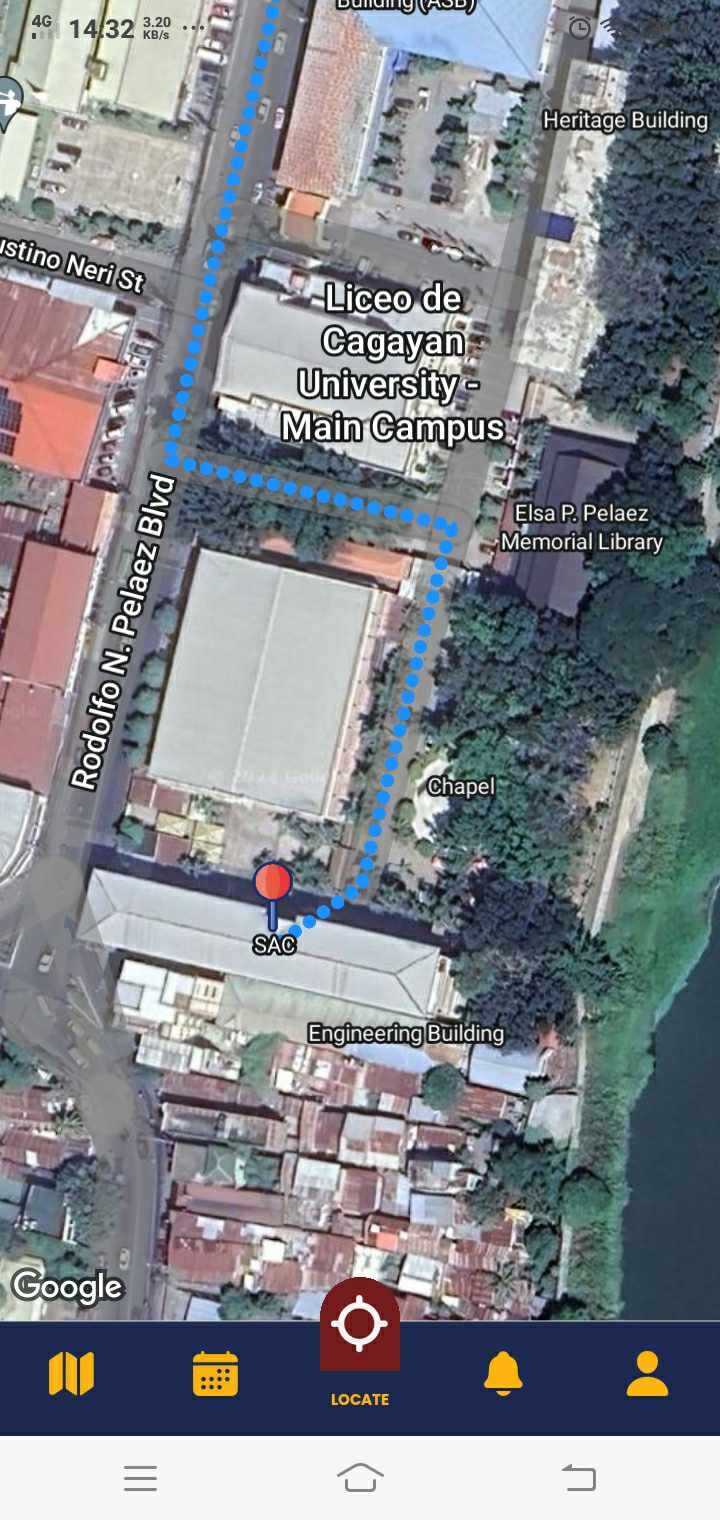 Building (ASB)
4G 14.32 3.20 KB/s ...
Heritage Building
ustino Neri St
Liceo de
Cagayan
University -
Main Campus
Elsa P. Pelaez
Memorial Library
Rodolfo N. Pelaez Blvd
Chapel
SAC
Engineering Building
Google
LOCATE